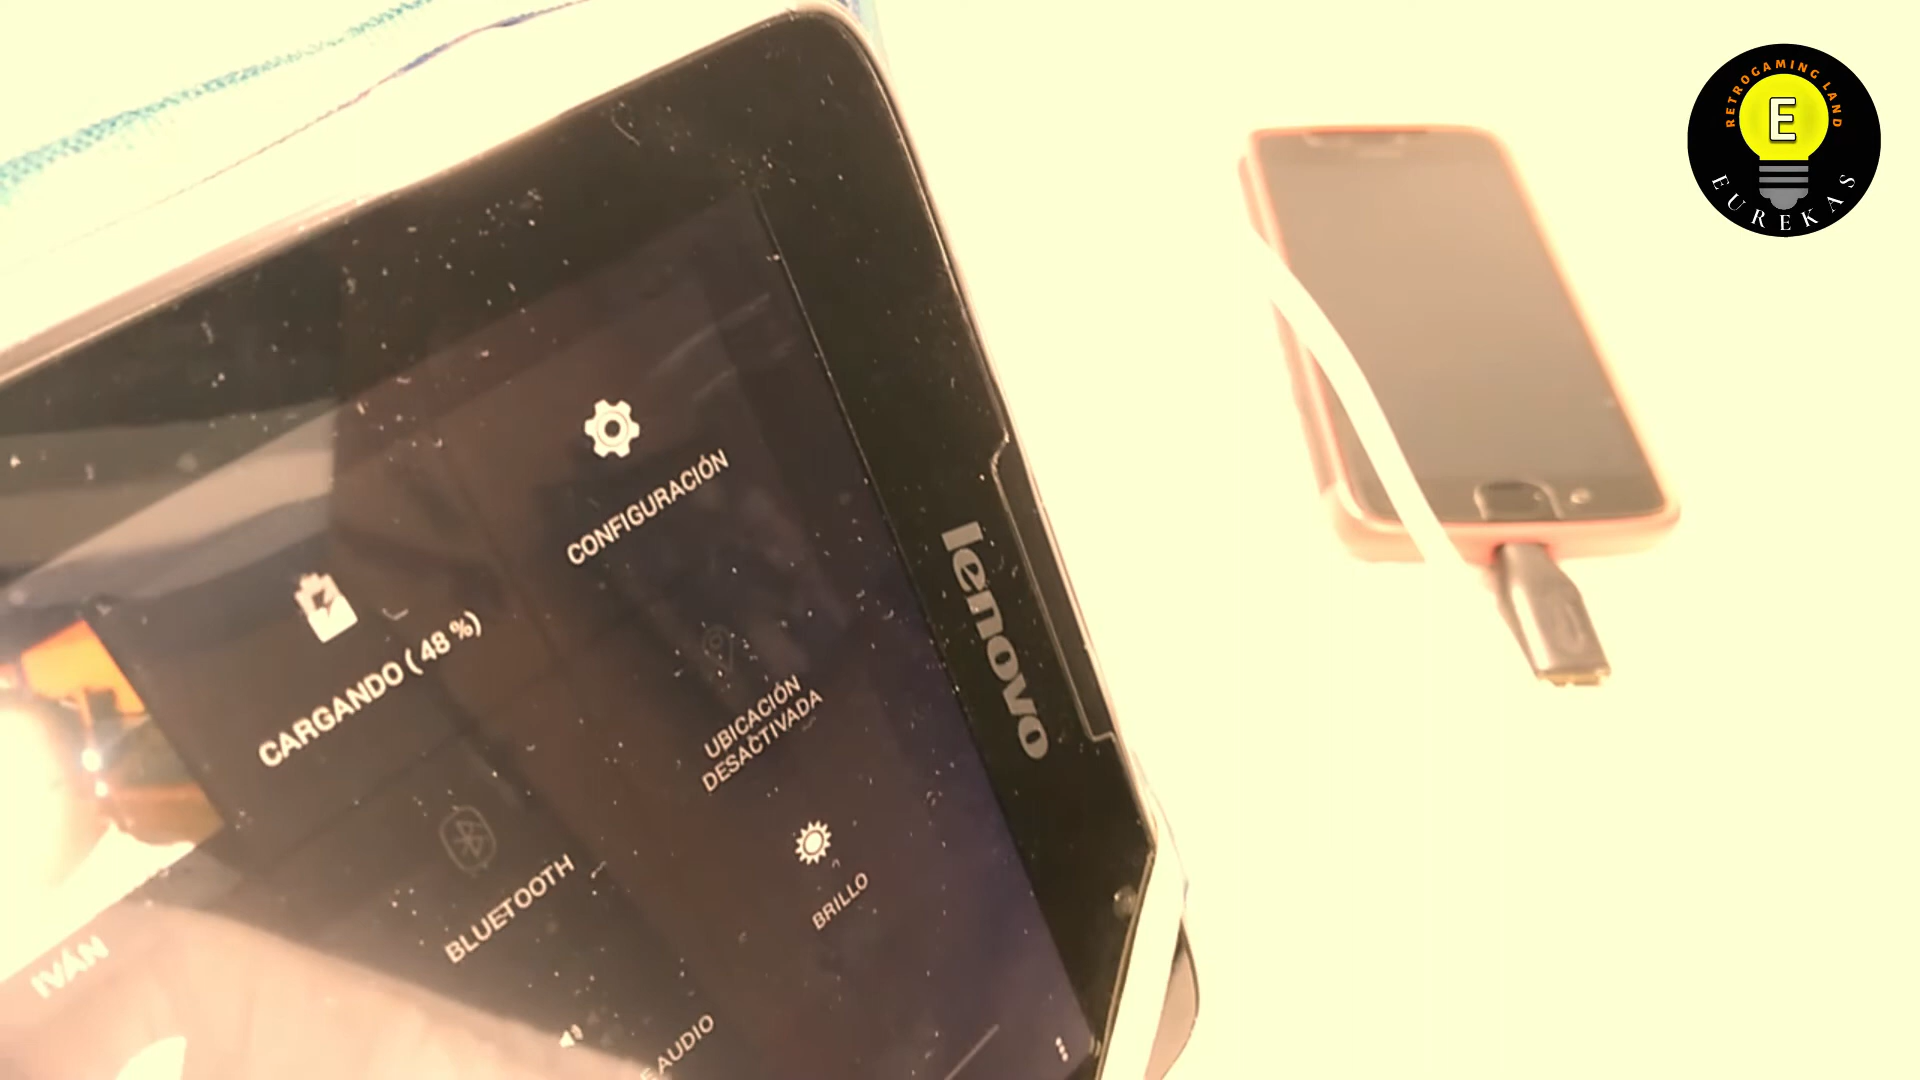 RETROGAMING LAND
E
EUREKAS
CONFIGURACIÓN
CARGANDO ( 48 %)
UBICACIÓN
DESACTIVADA
lenovo
BLUETOOTH
BRILLO
IVÁN
E AUDIO